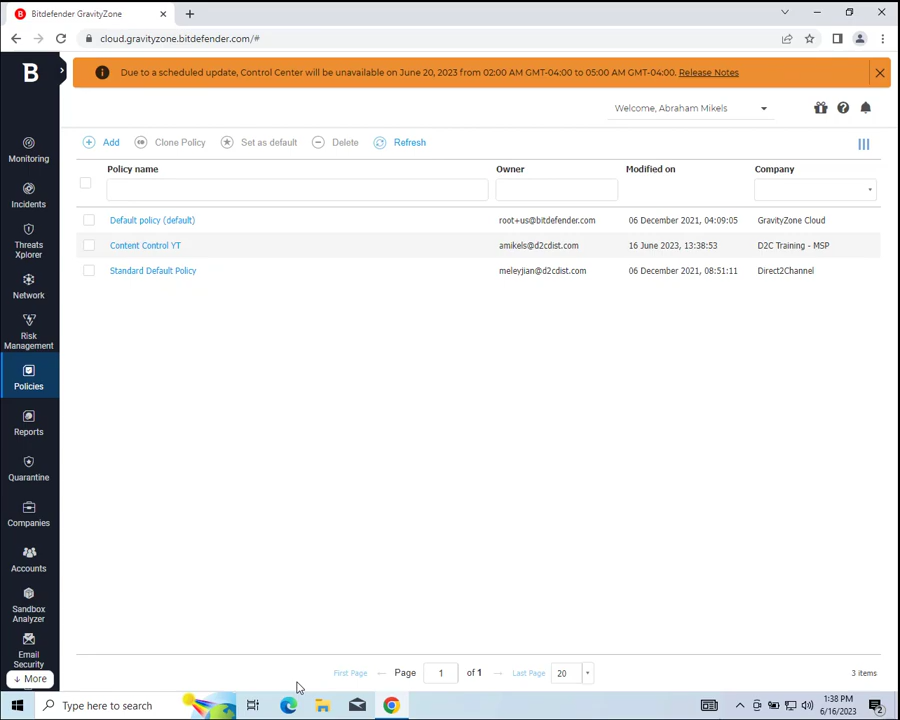 Bitdefender GravityZone
cloud.gravityzone.bitdefender.com/#
B
Due to a scheduled update, Control Center will be unavailable on June 20, 2023 from 02:00 AM GMT-04:00 to 05:00 AM GMT-04:00. Release Notes
Welcome, Abraham Mikels
Add
Clone Policy
Set as default
Delete
Refresh
Policy name
Owner
Modified on
Company
Default policy (default)
root+us@bitdefender.com
06 December 2021, 04:09:05
GravityZone Cloud
Content Control YT
amikels@d2cdist.com
16 June 2023, 13:38:53
D2C Training - MSP
Standard Default Policy
meleyjian@d2cdist.com
06 December 2021, 08:51:11
Direct2Channel
Monitoring
Incidents
Threats
Xplorer
Network
Risk
Management
Policies
Reports
Quarantine
Companies
Accounts
Sandbox
Analyzer
Email
Security
More
First Page
Page
1
of 1
Last Page
20
3 items
Type here to search
1:38 PM
6/16/2023
2